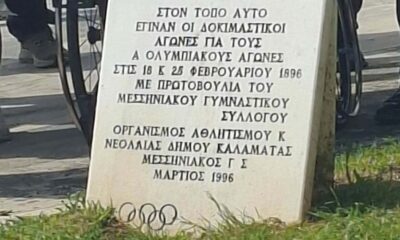 ΣΤΟΝ ΤΟΠΟ ΑΥΤΟ
ΕΓΙΝΑΝ ΟΙ ΔΟΚΙΜΑΣΤΙΚΟΙ
ΑΓΩΝΕΣ ΓΙΑ ΤΟΥΣ
Α ΟΛΥΜΠΙΑΚΟΥΣ ΑΓΩΝΕΣ
ΣΤΙΣ 18 Κ 25 ΦΕΒΡΟΥΑΡΙΟΥ 1896
ΜΕ ΠΡΩΤΟΒΟΥΛΙΑ ΤΟΥ
ΜΕΣΣΗΝΙΑΚΟΥ ΓΥΜΝΑΣΤΙΚΟΥ
ΣΥΛΛΟΓΟΥ
ΟΡΓΑΝΙΣΜΟΣ ΑΘΛΗΤΙΣΜΟΥ Κ
ΝΕΟΛΑΙΑΣ ΔΗΜΟΥ ΚΑΛΑΜΑΤΑΣ
ΜΕΣΣΗΝΙΑΚΟΣ Γ Σ
ΜΑΡΤΙΟΣ 1996